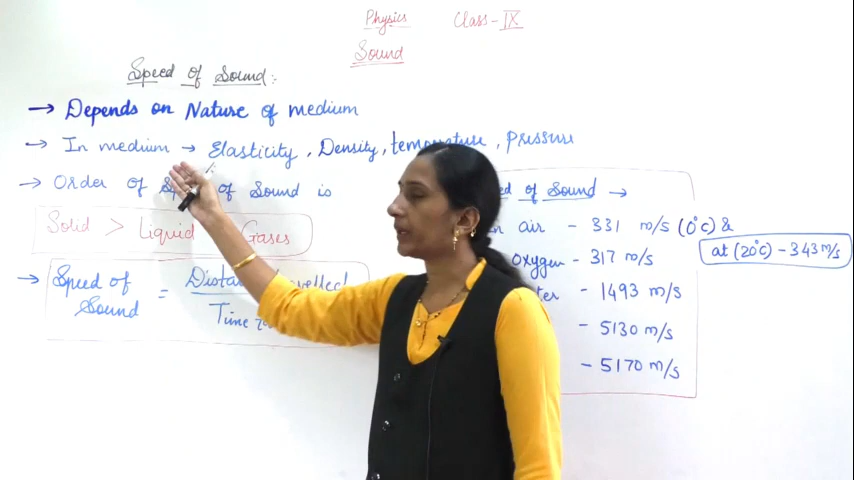 Physics Class-IX
Sound
Speed of Sound:-
→ Depends on Nature of medium
→ In medium → Elasticity, Density, temperature, pressure
→ Order of of Sound is
Solid > Liquid Gases
→ Speed of Sound =
Time
of Sound →
air - 331 m/s (0°C) &
at (20°C) - 343 m/s
oxygen - 317 m/s
- 1493 m/s
- 5130 m/s
- 5170 m/s